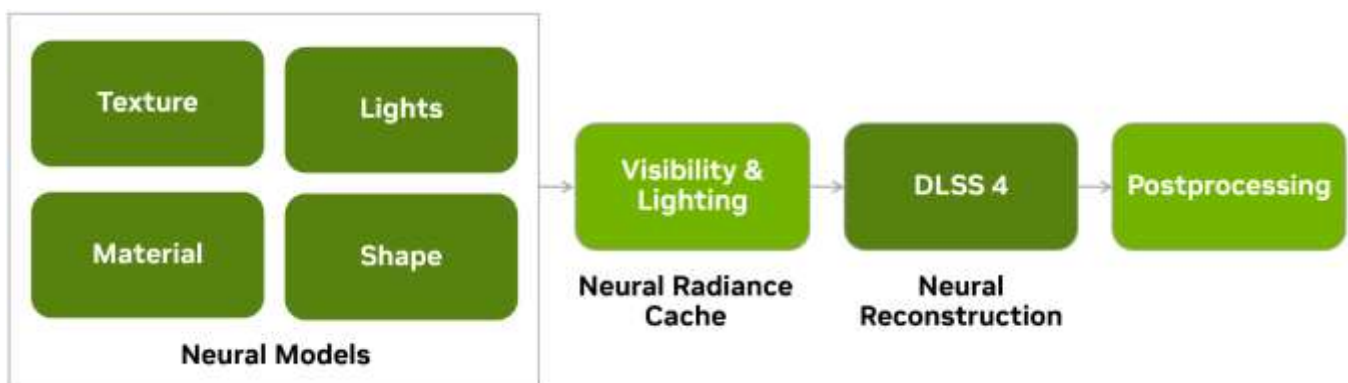 Texture
Lights
Material
Shape
Neural Models
Visibility &
Lighting
Neural Radiance
Cache
DLSS 4
Neural
Reconstruction
Postprocessing